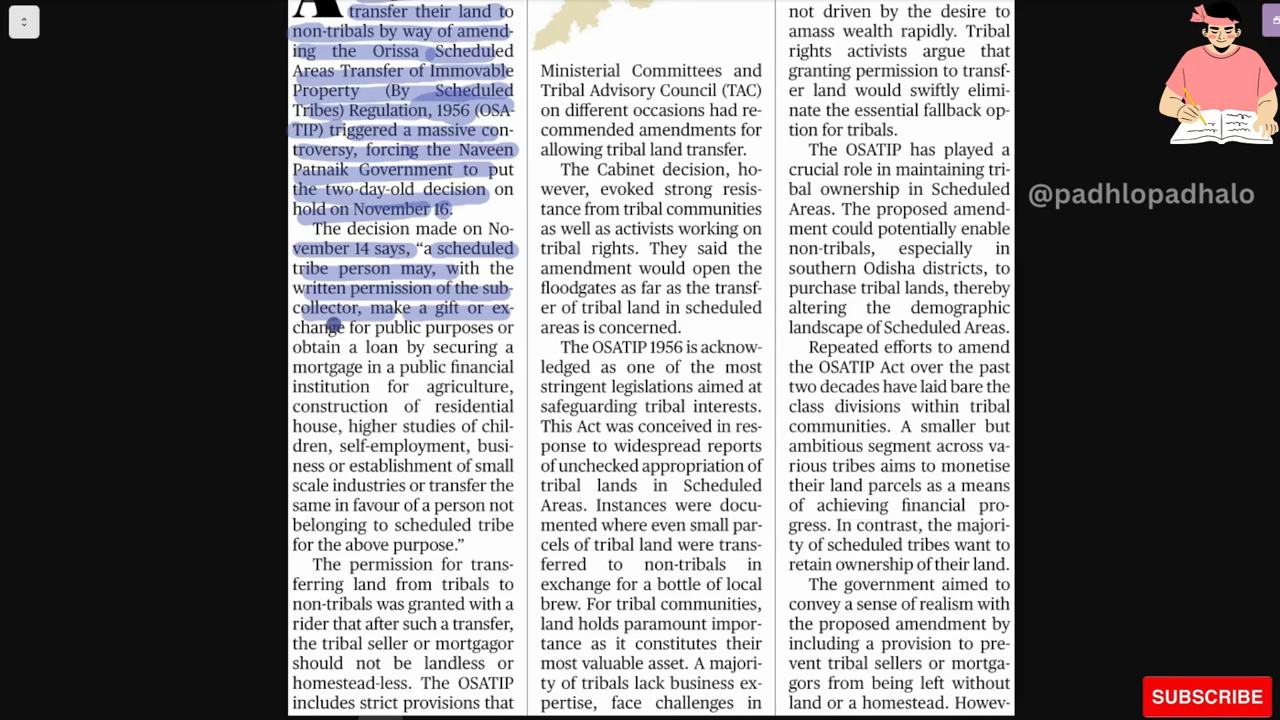 A
transfer their land to
non-tribals by way of amend-
ing the Orissa Scheduled
Areas Transfer of Immovable
Property (By Scheduled
Tribes) Regulation, 1956 (OSA-
TIP) triggered a massive con-
troversy, forcing the Naveen
Patnaik Government to put
the two-day-old decision on
hold on November 16.
The decision made on No-
vember 14 says, “a scheduled
tribe person may, with the
written permission of the sub-
collector, make a gift or ex-
change for public purposes or
obtain a loan by securing a
mortgage in a public financial
institution for agriculture,
construction of residential
house, higher studies of chil-
dren, self-employment, busi-
ness or establishment of small
scale industries or transfer the
same in favour of a person not
belonging to scheduled tribe
for the above purpose.”
The permission for trans-
ferring land from tribals to
non-tribals was granted with a
rider that after such a transfer,
the tribal seller or mortgagor
should not be landless or
homestead-less. The OSATIP
includes strict provisions that
Ministerial Committees and
Tribal Advisory Council (TAC)
on different occasions had re-
commended amendments for
allowing tribal land transfer.
The Cabinet decision, ho-
wever, evoked strong resis-
tance from tribal communities
as well as activists working on
tribal rights. They said the
amendment would open the
floodgates as far as the transf-
er of tribal land in scheduled
areas is concerned.
The OSATIP 1956 is acknow-
ledged as one of the most
stringent legislations aimed at
safeguarding tribal interests.
This Act was conceived in res-
ponse to widespread reports
of unchecked appropriation of
tribal lands in Scheduled
Areas. Instances were docu-
mented where even small par-
cels of tribal land were trans-
ferred to non-tribals in
exchange for a bottle of local
brew. For tribal communities,
land holds paramount impor-
tance as it constitutes their
most valuable asset. A majori-
ty of tribals lack business ex-
pertise, face challenges in
not driven by the desire to
amass wealth rapidly. Tribal
rights activists argue that
granting permission to transf-
er land would swiftly elimi-
nate the essential fallback op-
tion for tribals.
The OSATIP has played a
crucial role in maintaining tri-
bal ownership in Scheduled
Areas. The proposed amend-
ment could potentially enable
non-tribals, especially in
southern Odisha districts, to
purchase tribal lands, thereby
altering the demographic
landscape of Scheduled Areas.
Repeated efforts to amend
the OSATIP Act over the past
two decades have laid bare the
class divisions within tribal
communities. A smaller but
ambitious segment across va-
rious tribes aims to monetise
their land parcels as a means
of achieving financial pro-
gress. In contrast, the majori-
ty of scheduled tribes want to
retain ownership of their land.
The government aimed to
convey a sense of realism with
the proposed amendment by
including a provision to pre-
vent tribal sellers or mortga-
gors from being left without
land or a homestead. Howev-
@padhlopadhalo
SUBSCRIBE